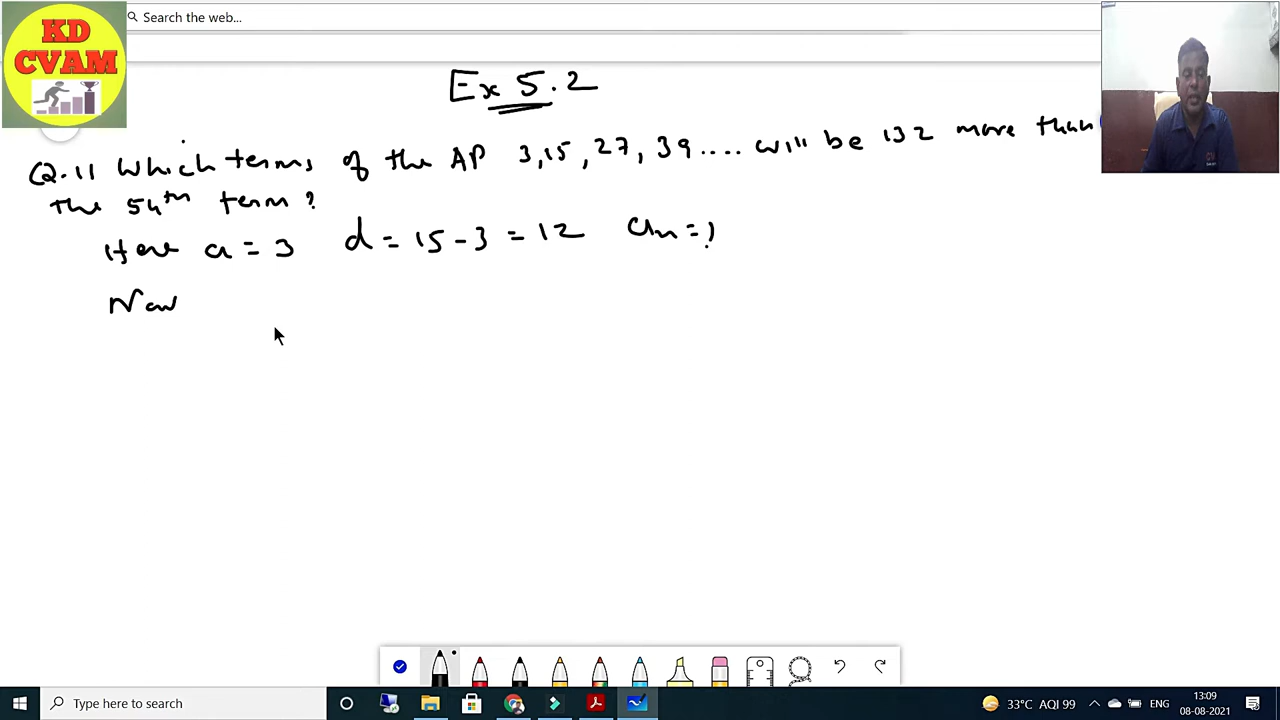 KD
CVAM
Search the web...
Ex 5.2
Q.11 Which terms of the AP 3,15, 27, 39.... will be 132 more than
the 54th term?
Here a = 3 d = 15 - 3 = 12 an = ?
Now
Type here to search
33°C AQI 99
13:09
08-08-2021